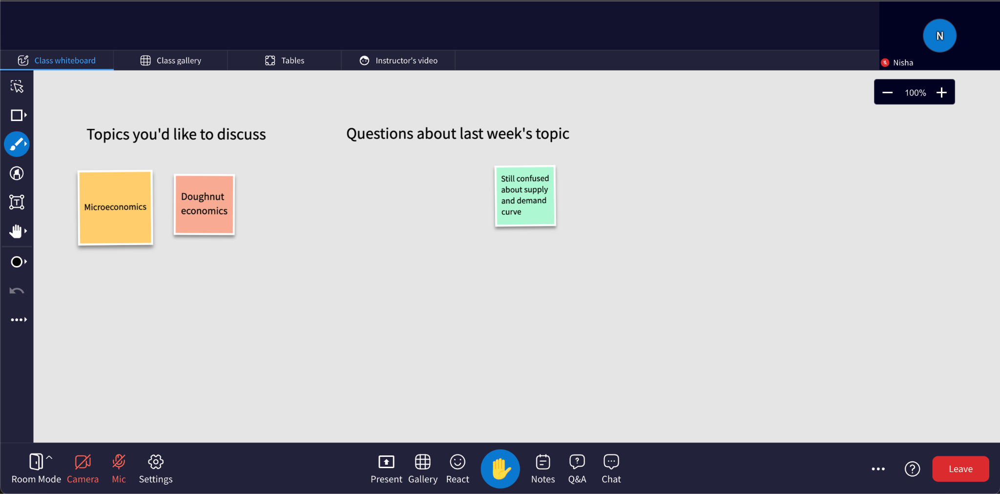 N
Nisha
Class whiteboard
Class gallery
Tables
Instructor's video
100%
T
Topics you'd like to discuss
Questions about last week's topic
Microeconomics
Doughnut
economics
Still confused
about supply
and demand
curve
Room Mode
Camera
Mic
Settings
Present
Gallery
React
Notes
Q&A
Chat
Leave